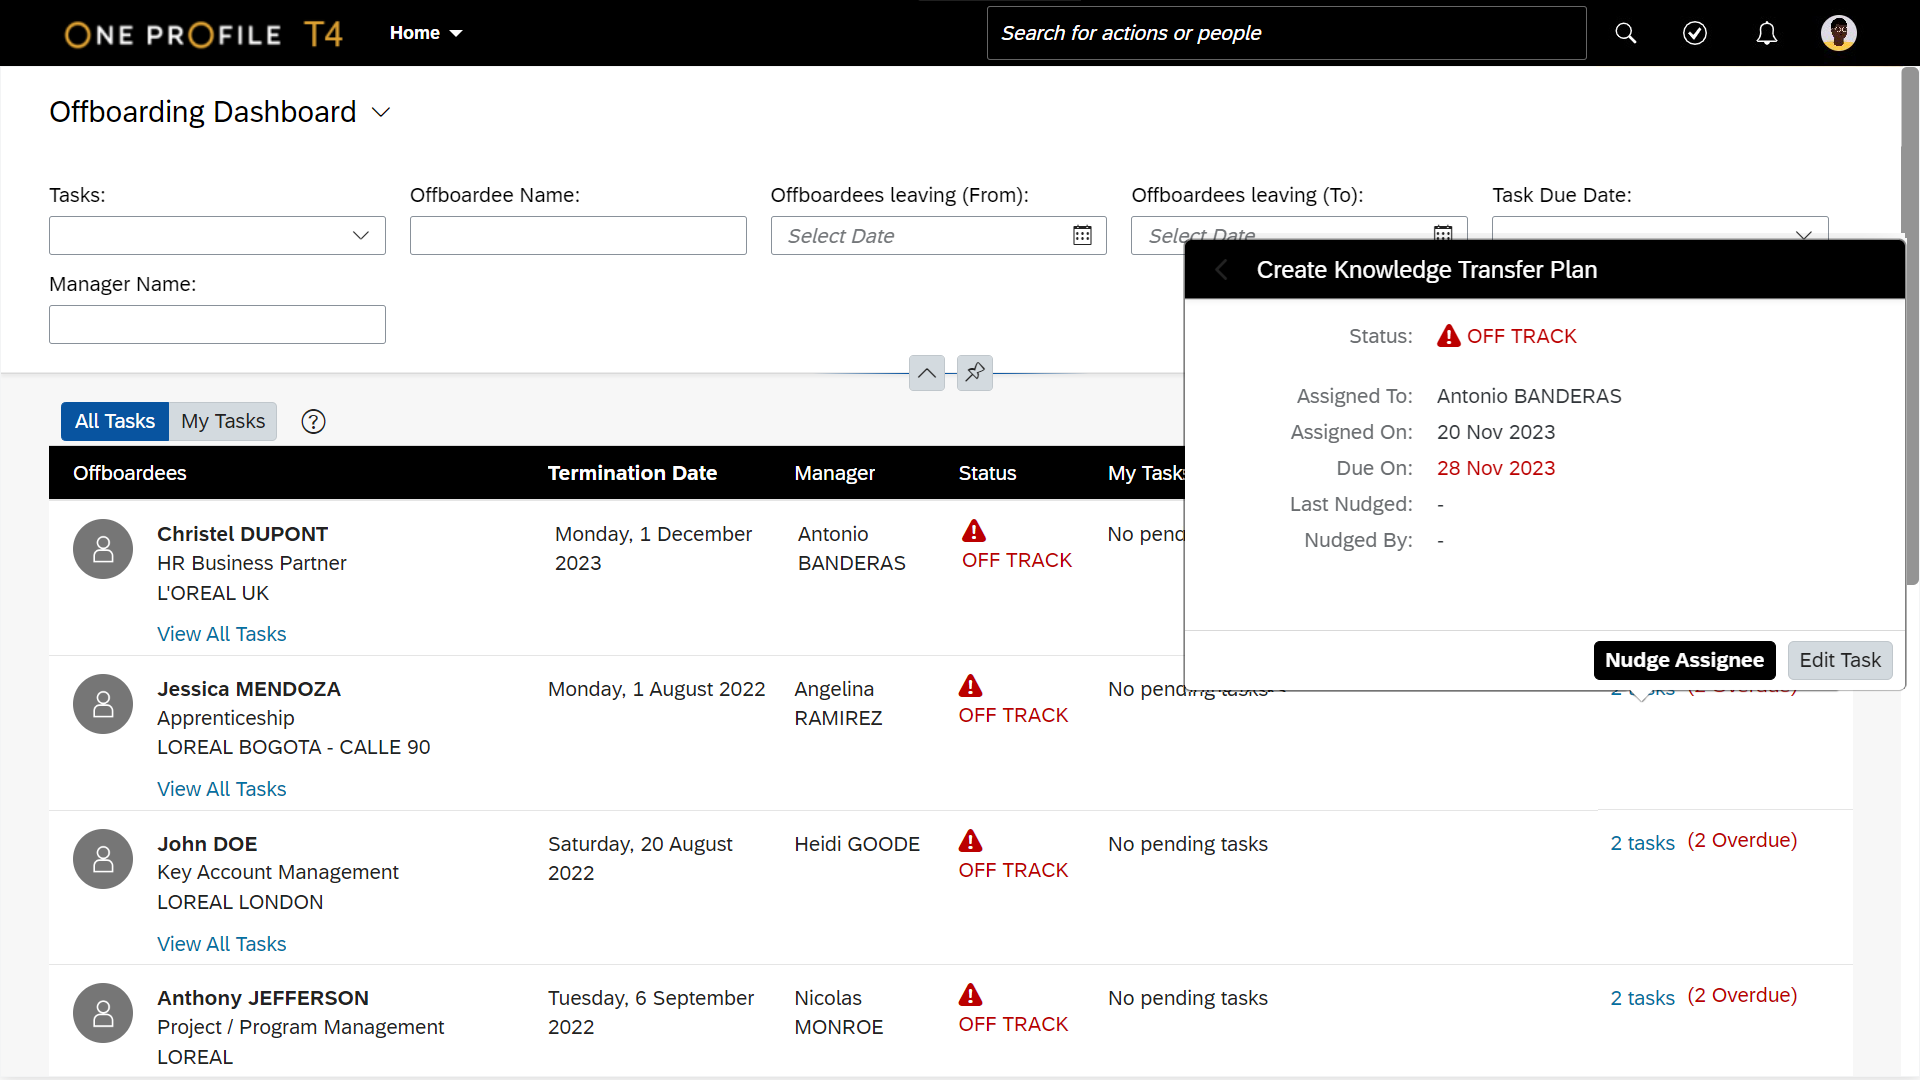 ONE PROFILE T4
Home
Search for actions or people
Offboarding Dashboard
Tasks:
Offboardee Name:
Offboardees leaving (From):
Offboardees leaving (To):
Task Due Date:
Select Date
Select Date
Manager Name:
Create Knowledge Transfer Plan
Status: OFF TRACK
Assigned To: Antonio BANDERAS
Assigned On: 20 Nov 2023
Due On: 28 Nov 2023
Last Nudged: -
Nudged By: -
Nudge Assignee
Edit Task
All Tasks
My Tasks
Offboardees
Termination Date
Manager
Status
My Tasks
Christel DUPONT
HR Business Partner
L'OREAL UK
View All Tasks
Monday, 1 December
2023
Antonio
BANDERAS
OFF TRACK
No pend
Jessica MENDOZA
Apprenticeship
LOREAL BOGOTA - CALLE 90
View All Tasks
Monday, 1 August 2022
Angelina
RAMIREZ
OFF TRACK
No pending tasks
John DOE
Key Account Management
LOREAL LONDON
View All Tasks
Saturday, 20 August
2022
Heidi GOODE
OFF TRACK
No pending tasks
2 tasks (2 Overdue)
Anthony JEFFERSON
Project / Program Management
LOREAL
Tuesday, 6 September
2022
Nicolas
MONROE
OFF TRACK
No pending tasks
2 tasks (2 Overdue)